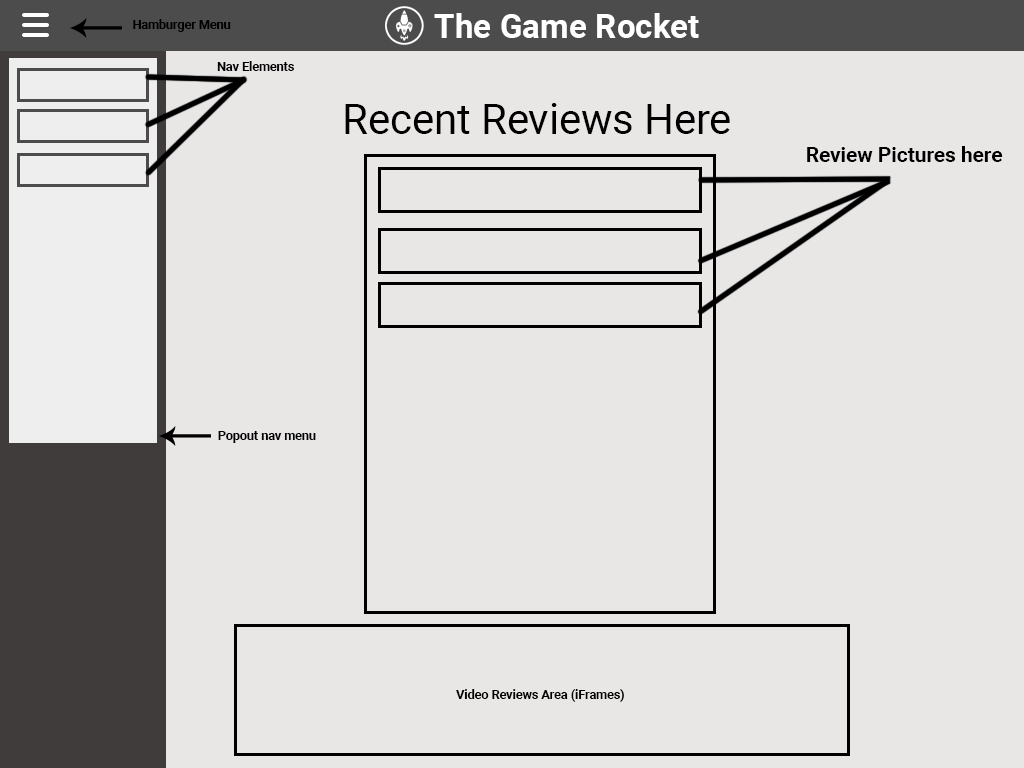 Hamburger Menu
The Game Rocket
Nav Elements
Recent Reviews Here
Review Pictures here
Popout nav menu
Video Reviews Area (iFrames)